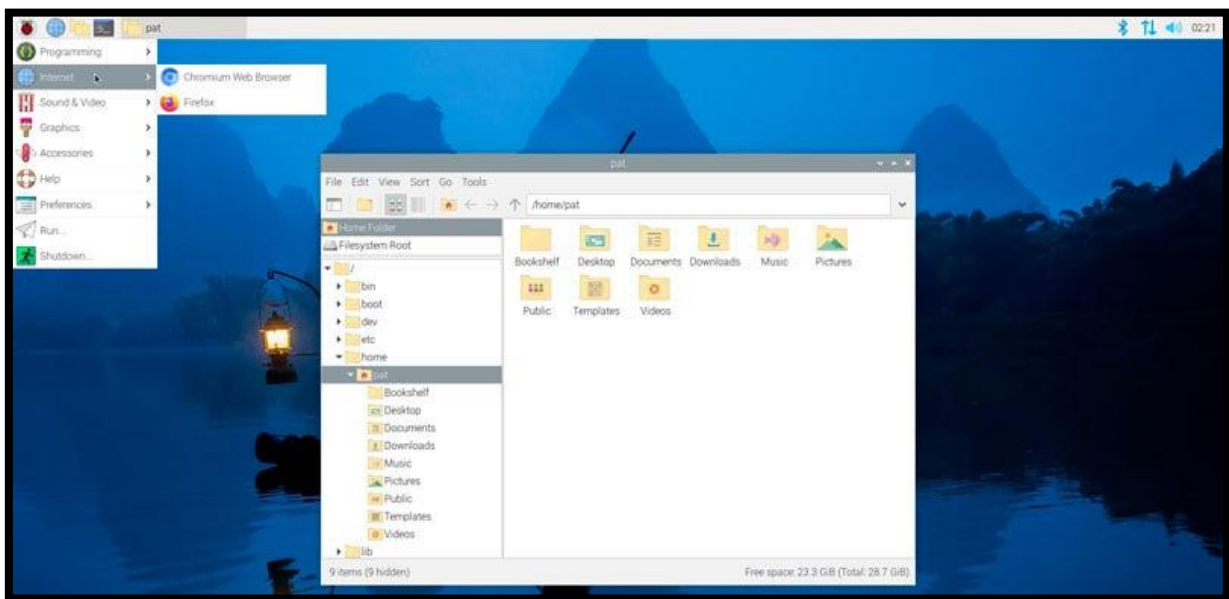 pat
02:21
Programming
Internet
Sound & Video
Graphics
Accessories
Help
Preferences
Run...
Shutdown...
Chromium Web Browser
Firefox
pat
File Edit View Sort Go Tools
/home/pat
Home Folder
Filesystem Root
/
bin
boot
dev
etc
home
pat
Bookshelf
Desktop
Documents
Downloads
Music
Pictures
Public
Templates
Videos
lib
Bookshelf Desktop Documents Downloads Music Pictures
Public Templates Videos
9 items (9 hidden)
Free space: 23.3 GiB (Total: 28.7 GiB)